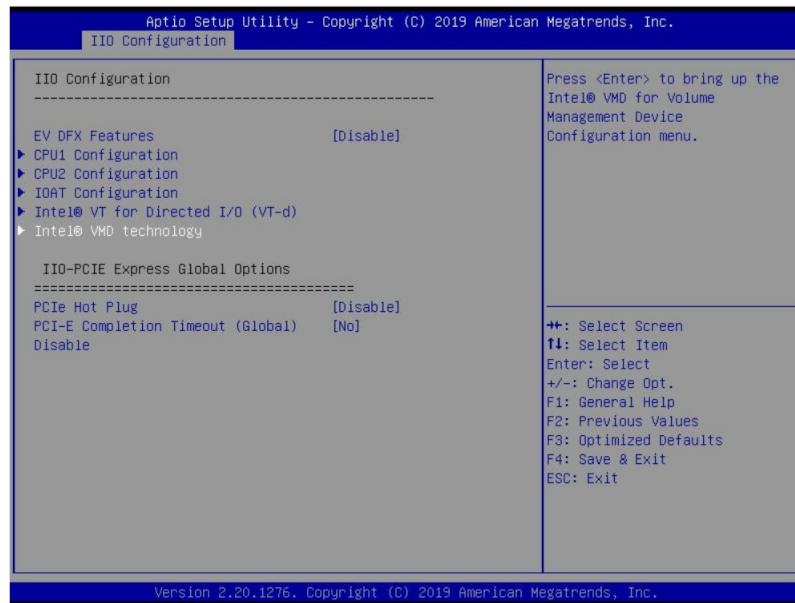 Aptio Setup Utility – Copyright (C) 2019 American Megatrends, Inc.
IIO Configuration
IIO Configuration
--------------------------------------------------
EV DFX Features [Disable]
▶ CPU1 Configuration
▶ CPU2 Configuration
▶ IOAT Configuration
▶ Intel® VT for Directed I/O (VT-d)
▶ Intel® VMD technology
IIO-PCIE Express Global Options
========================================
PCIe Hot Plug [Disable]
PCI-E Completion Timeout (Global) [No]
Disable
Press <Enter> to bring up the
Intel® VMD for Volume
Management Device
Configuration menu.
→←: Select Screen
↑↓: Select Item
Enter: Select
+/-: Change Opt.
F1: General Help
F2: Previous Values
F3: Optimized Defaults
F4: Save & Exit
ESC: Exit
Version 2.20.1276. Copyright (C) 2019 American Megatrends, Inc.